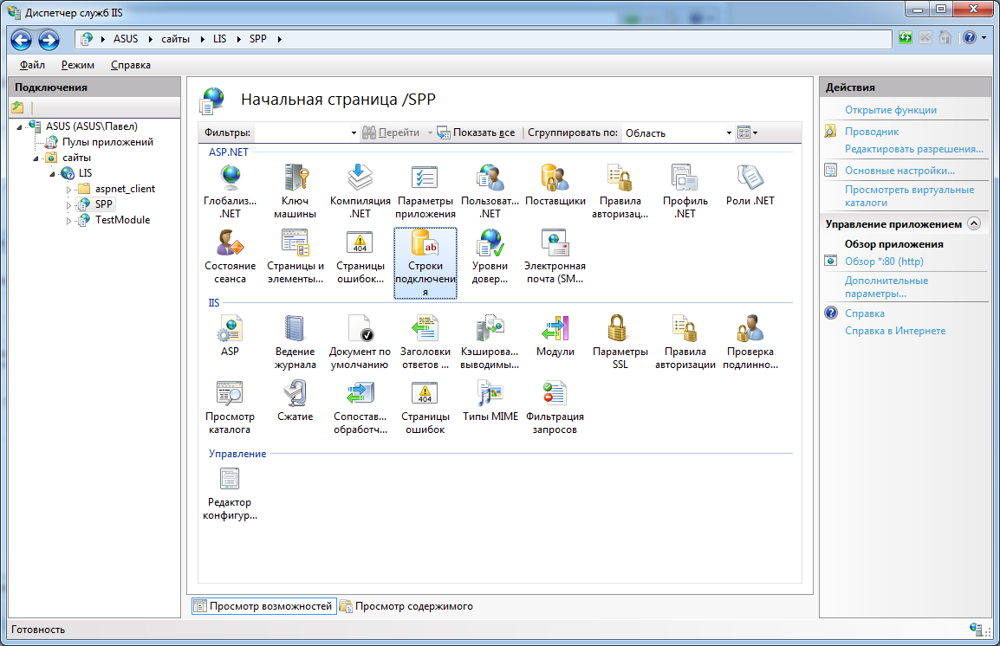 Диспетчер служб IIS
ASUS сайты LIS SPP
Файл Режим Справка
Подключения
ASUS (ASUS\Павел)
Пулы приложений
сайты
LIS
aspnet_client
SPP
TestModule
Начальная страница /SPP
Фильтры: Перейти Показать все Сгруппировать по: Область
ASP.NET
Глобализ... .NET
Ключ машины
Компиляция .NET
Параметры приложения
Пользоват... .NET
Поставщики
Правила авторизац...
Профиль .NET
Роли .NET
Состояние сеанса
Страницы и элементы...
Страницы ошибок...
Строки подключения
Уровни довер...
Электронная почта (SM...
IIS
ASP
Ведение журнала
Документ по умолчанию
Заголовки ответов ...
Кэширова... выводимы...
Модули
Параметры SSL
Правила авторизации
Проверка подлинно...
Просмотр каталога
Сжатие
Сопостав... обработч...
Страницы ошибок
Типы MIME
Фильтрация запросов
Управление
Редактор конфигур...
Просмотр возможностей Просмотр содержимого
Действия
Открытие функции
Проводник
Редактировать разрешения...
Основные настройки...
Просмотреть виртуальные
каталоги
Управление приложением
Обзор приложения
Обзор *:80 (http)
Дополнительные
параметры...
Справка
Справка в Интернете
Готовность